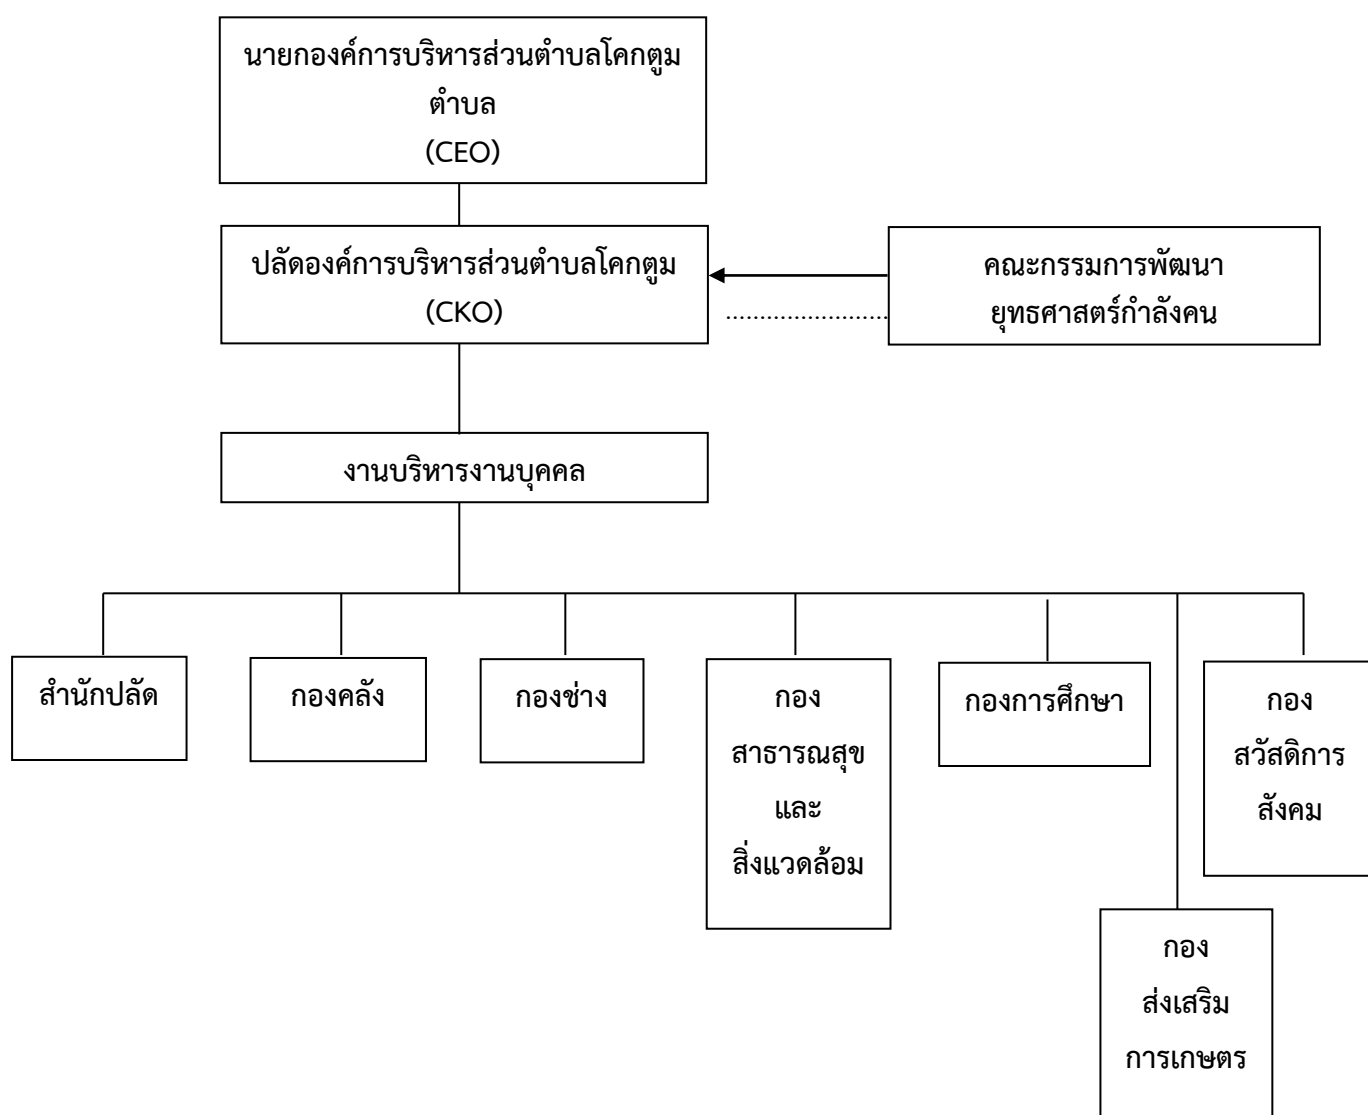 นายกองค์การบริหารส่วนตำบลโคกตูม
ตำบล
(CEO)
ปลัดองค์การบริหารส่วนตำบลโคกตูม
(CKO)
คณะกรรมการพัฒนา
ยุทธศาสตร์กำลังคน
งานบริหารงานบุคคล
สำนักปลัด
กองคลัง
กองช่าง
กอง
สาธารณสุข
และ
สิ่งแวดล้อม
กองการศึกษา
กอง
สวัสดิการ
สังคม
กอง
ส่งเสริม
การเกษตร